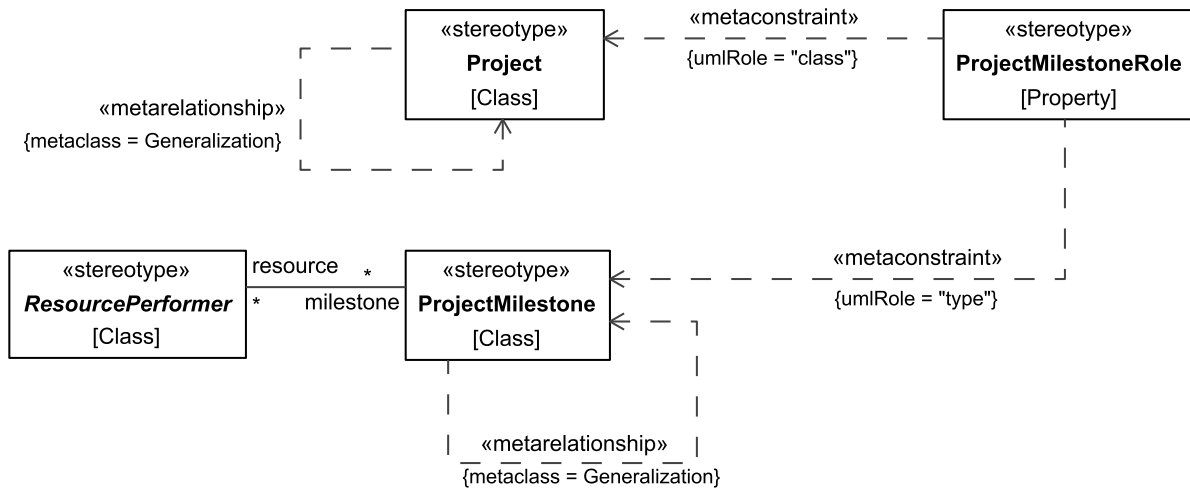 «stereotype»
Project
[Class]
«metaconstraint»
{umlRole = "class"}
«stereotype»
ProjectMilestoneRole
[Property]
«metarelationship»
{metaclass = Generalization}
«stereotype»
ResourcePerformer
[Class]
resource
*
*
milestone
«stereotype»
ProjectMilestone
[Class]
«metaconstraint»
{umlRole = "type"}
«metarelationship»
{metaclass = Generalization}